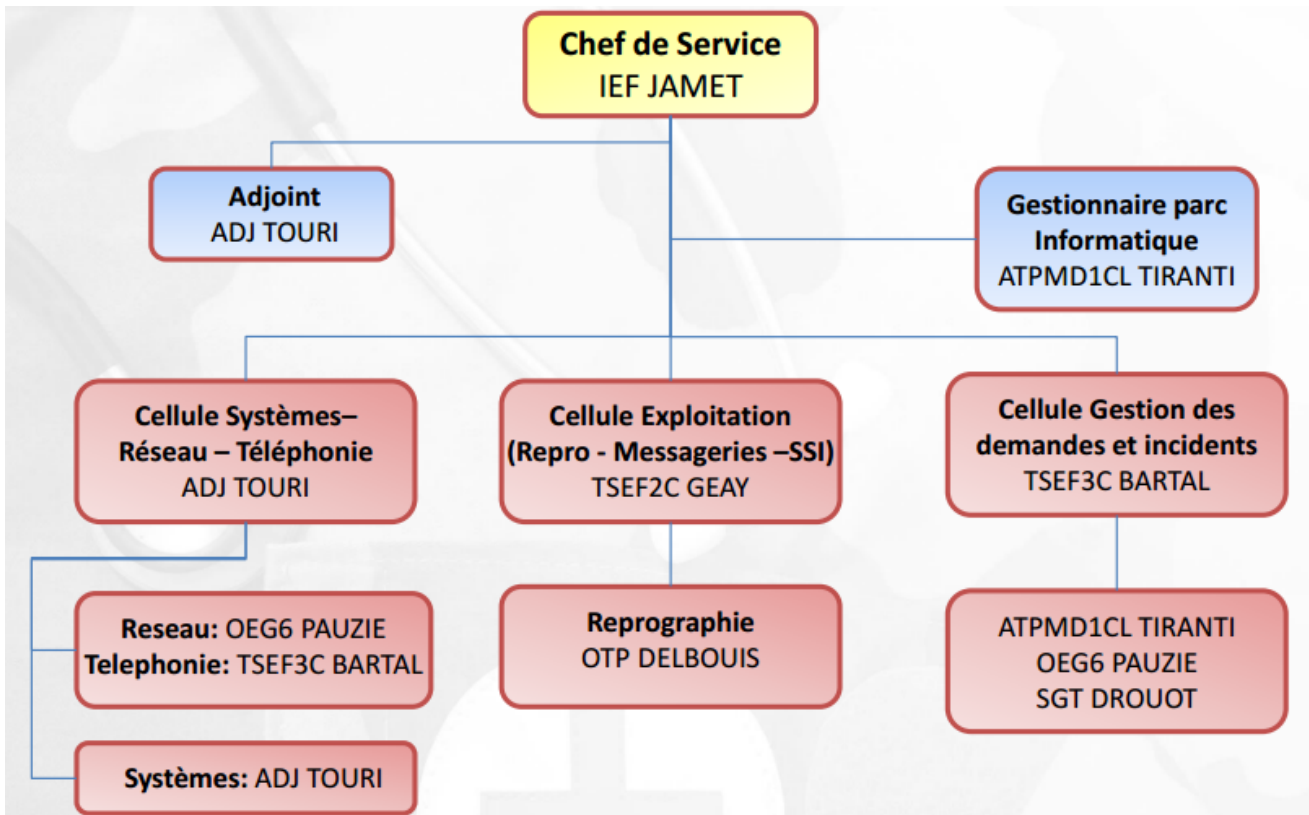 Chef de Service
IEF JAMET
Adjoint
ADJ TOURI
Gestionnaire parc
Informatique
ATPMD1CL TIRANTI
Cellule Systèmes–
Réseau – Téléphonie
ADJ TOURI
Cellule Exploitation
(Repro - Messageries –SSI)
TSEF2C GEAY
Cellule Gestion des
demandes et incidents
TSEF3C BARTAL
Reseau: OEG6 PAUZIE
Telephonie: TSEF3C BARTAL
Systèmes: ADJ TOURI
Reprographie
OTP DELBOUIS
ATPMD1CL TIRANTI
OEG6 PAUZIE
SGT DROUOT